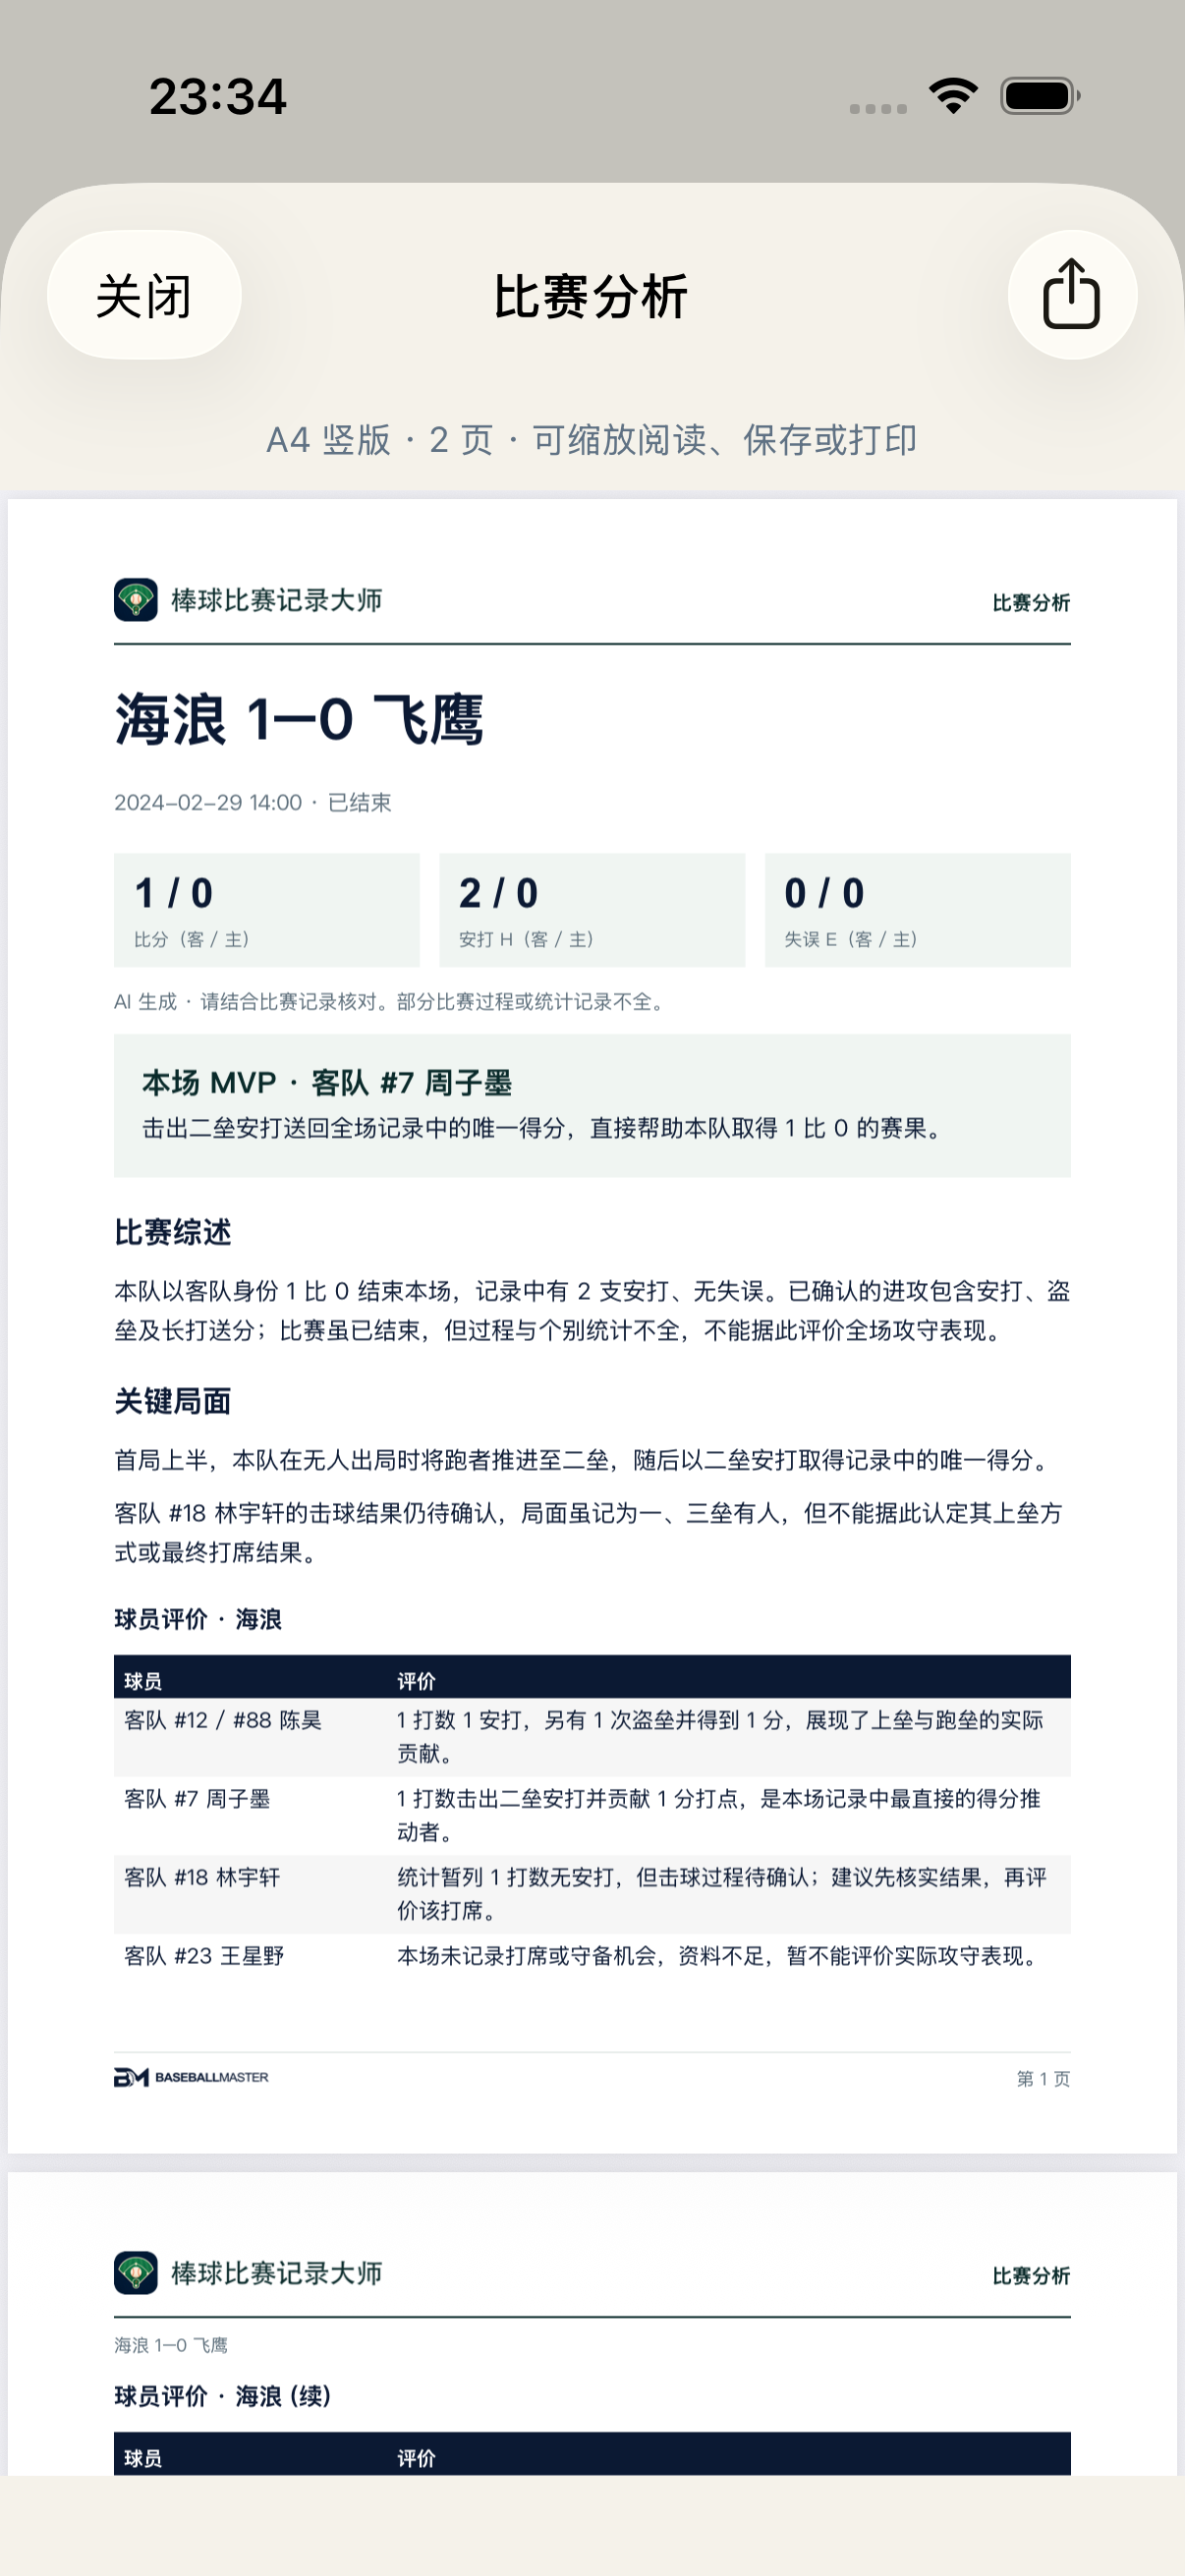 23:34
关闭
比赛分析
A4 竖版 · 2 页 · 可缩放阅读、保存或打印
棒球比赛记录大师
比赛分析
海浪 1—0 飞鹰
2024-02-29 14:00 · 已结束
1 / 0
比分（客 / 主）
2 / 0
安打 H（客 / 主）
0 / 0
失误 E（客 / 主）
AI 生成 · 请结合比赛记录核对。部分比赛过程或统计记录不全。
本场 MVP · 客队 #7 周子墨
击出二垒安打送回全场记录中的唯一得分，直接帮助本队取得 1 比 0 的赛果。
比赛综述
本队以客队身份 1 比 0 结束本场，记录中有 2 支安打、无失误。已确认的进攻包含安打、盗
垒及长打送分；比赛虽已结束，但过程与个别统计不全，不能据此评价全场攻守表现。
关键局面
首局上半，本队在无人出局时将跑者推进至二垒，随后以二垒安打取得记录中的唯一得分。
客队 #18 林宇轩的击球结果仍待确认，局面虽记为一、三垒有人，但不能据此认定其上垒方
式或最终打席结果。
球员评价 · 海浪
球员
评价
客队 #12 / #88 陈昊
1 打数 1 安打，另有 1 次盗垒并得到 1 分，展现了上垒与跑垒的实际
贡献。
客队 #7 周子墨
1 打数击出二垒安打并贡献 1 分打点，是本场记录中最直接的得分推
动者。
客队 #18 林宇轩
统计暂列 1 打数无安打，但击球过程待确认；建议先核实结果，再评
价该打席。
客队 #23 王星野
本场未记录打席或守备机会，资料不足，暂不能评价实际攻守表现。
BM BASEBALLMASTER
第 1 页
棒球比赛记录大师
比赛分析
海浪 1—0 飞鹰
球员评价 · 海浪 (续)
球员
评价